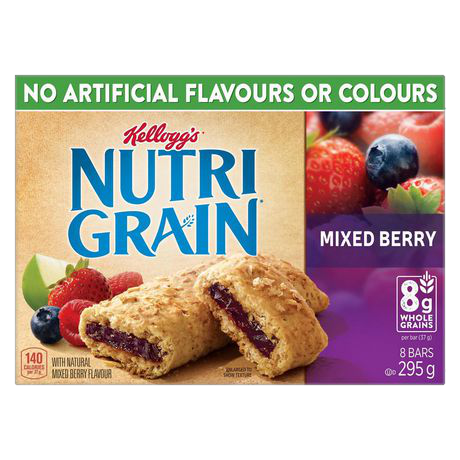 NO ARTIFICIAL FLAVOURS OR COLOURS
Kellogg's
NUTRI
GRAIN
MIXED BERRY
8g
WHOLE
GRAINS
per bar (37 g)
8 BARS
295 g
140
CALORIES
per 37 g
WITH NATURAL
MIXED BERRY FLAVOUR
ENLARGED TO
SHOW TEXTURE